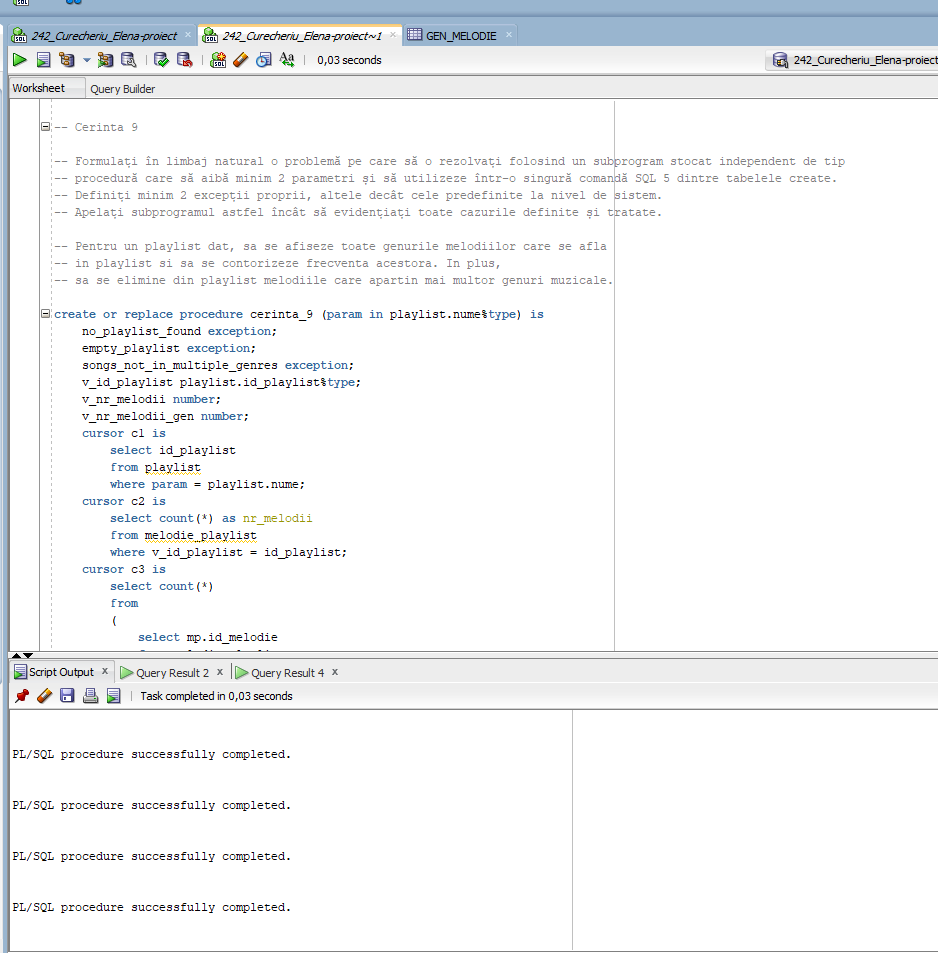 242_Curecheriu_Elena-proiect × 242_Curecheriu_Elena-proiect~1 × GEN_MELODIE ×
0,03 seconds 242_Curecheriu_Elena-proiect
Worksheet Query Builder
-- Cerinta 9
-- Formulați în limbaj natural o problemă pe care să o rezolvați folosind un subprogram stocat independent de tip
-- procedură care să aibă minim 2 parametri și să utilizeze într-o singură comandă SQL 5 dintre tabelele create.
-- Definiți minim 2 excepții proprii, altele decât cele predefinite la nivel de sistem.
-- Apelați subprogramul astfel încât să evidențiați toate cazurile definite și tratate.
-- Pentru un playlist dat, sa se afiseze toate genurile melodiilor care se afla
-- in playlist si sa se contorizeze frecventa acestora. In plus,
-- sa se elimine din playlist melodiile care apartin mai multor genuri muzicale.
create or replace procedure cerinta_9 (param in playlist.nume%type) is
no_playlist_found exception;
empty_playlist exception;
songs_not_in_multiple_genres exception;
v_id_playlist playlist.id_playlist%type;
v_nr_melodii number;
v_nr_melodii_gen number;
cursor c1 is
select id_playlist
from playlist
where param = playlist.nume;
cursor c2 is
select count(*) as nr_melodii
from melodie_playlist
where v_id_playlist = id_playlist;
cursor c3 is
select count(*)
from
(
select mp.id_melodie
Script Output × Query Result 2 × Query Result 4 ×
Task completed in 0,03 seconds
PL/SQL procedure successfully completed.
PL/SQL procedure successfully completed.
PL/SQL procedure successfully completed.
PL/SQL procedure successfully completed.